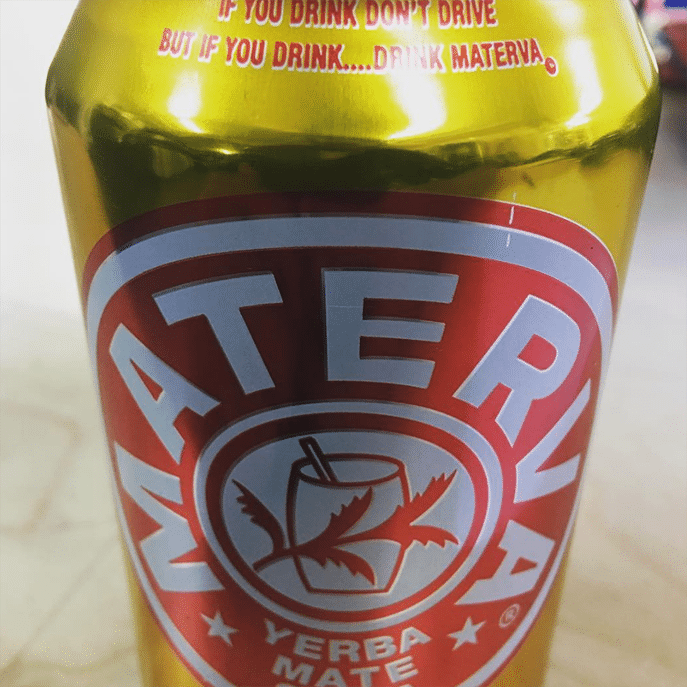 IF YOU DRINK DON'T DRIVE
BUT IF YOU DRINK....DRINK MATERVA©
MATERVA®
YERBA
MATE